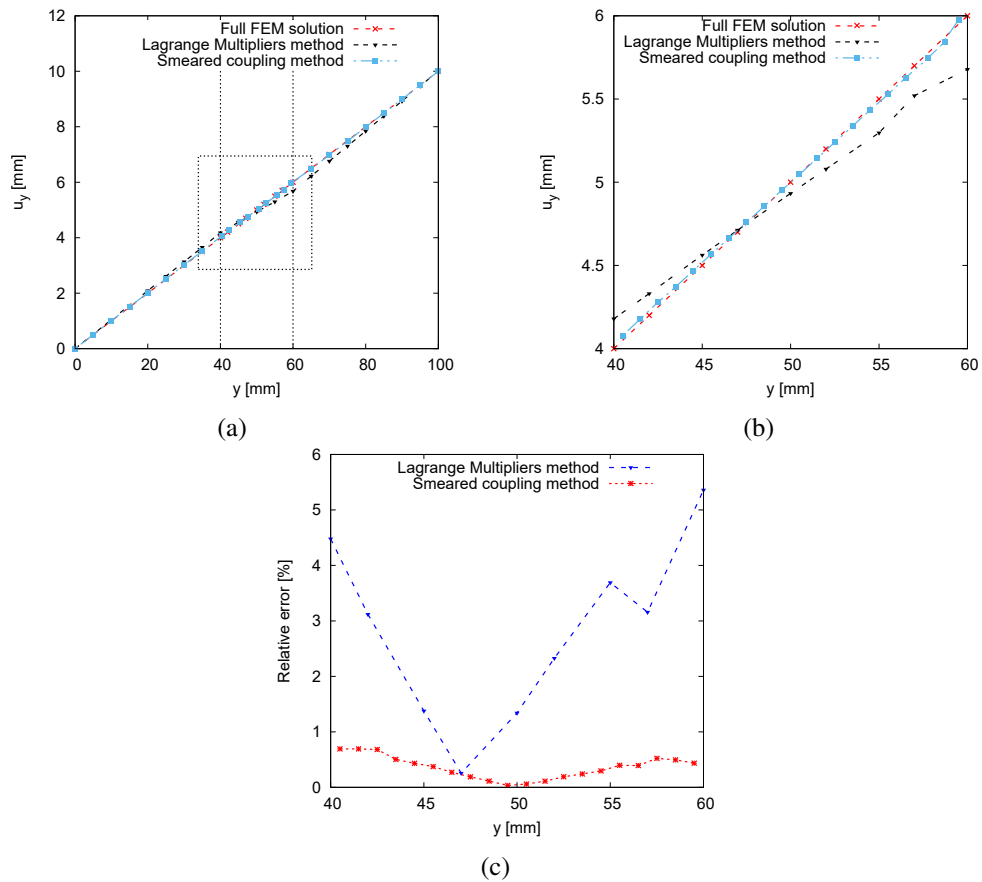 12
10
8
6
4
2
0
u_y [mm]
0 20 40 60 80 100
y [mm]
Full FEM solution
Lagrange Multipliers method
Smeared coupling method
(a)
6
5.5
5
4.5
4
u_y [mm]
40 45 50 55 60
y [mm]
Full FEM solution
Lagrange Multipliers method
Smeared coupling method
(b)
6
5
4
3
2
1
0
Relative error [%]
40 45 50 55 60
y [mm]
Lagrange Multipliers method
Smeared coupling method
(c)